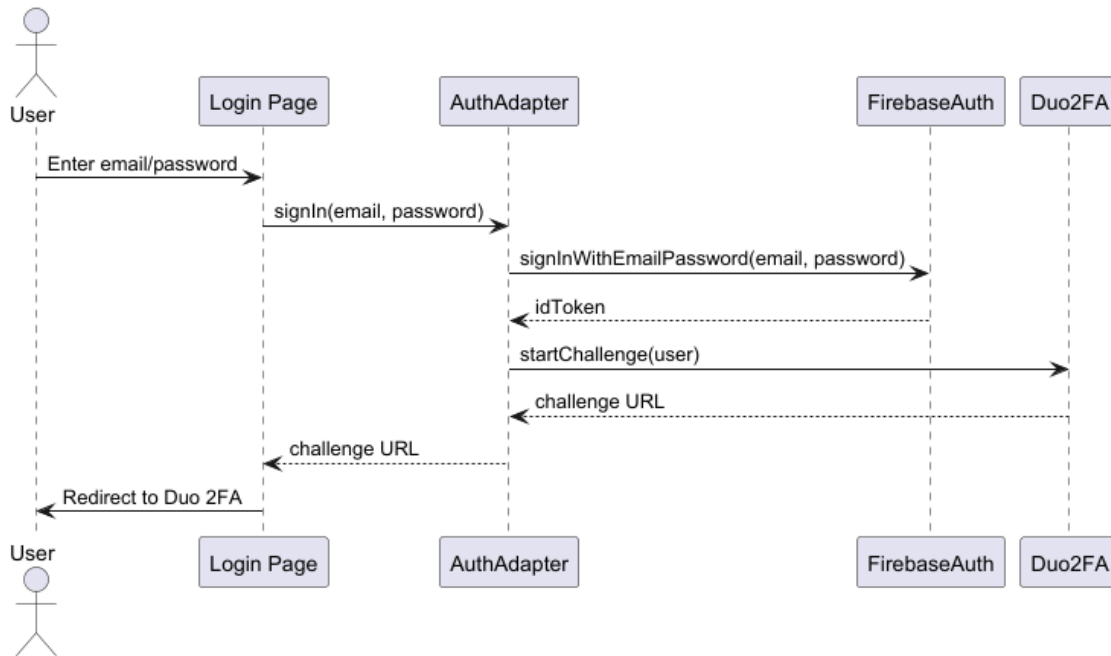 User
Login Page
AuthAdapter
FirebaseAuth
Duo2FA
Enter email/password
signIn(email, password)
signInWithEmailPassword(email, password)
idToken
startChallenge(user)
challenge URL
challenge URL
Redirect to Duo 2FA
User
Login Page
AuthAdapter
FirebaseAuth
Duo2FA